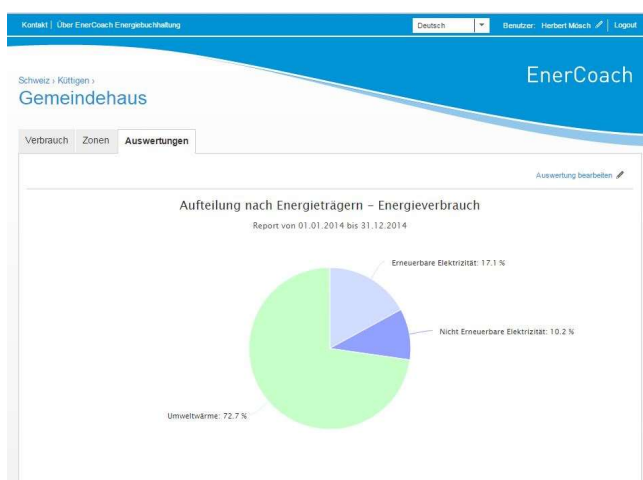 Kontakt | Über EnerCoach Energiebuchhaltung Deutsch Benutzer: Herbert Mösch | Logout
EnerCoach
Schweiz › Küttigen ›
Gemeindehaus
Verbrauch Zonen Auswertungen
Auswertung bearbeiten
Aufteilung nach Energieträgern – Energieverbrauch
Report von 01.01.2014 bis 31.12.2014
Erneuerbare Elektrizität: 17.1 %
Nicht Erneuerbare Elektrizität: 10.2 %
Umweltwärme: 72.7 %